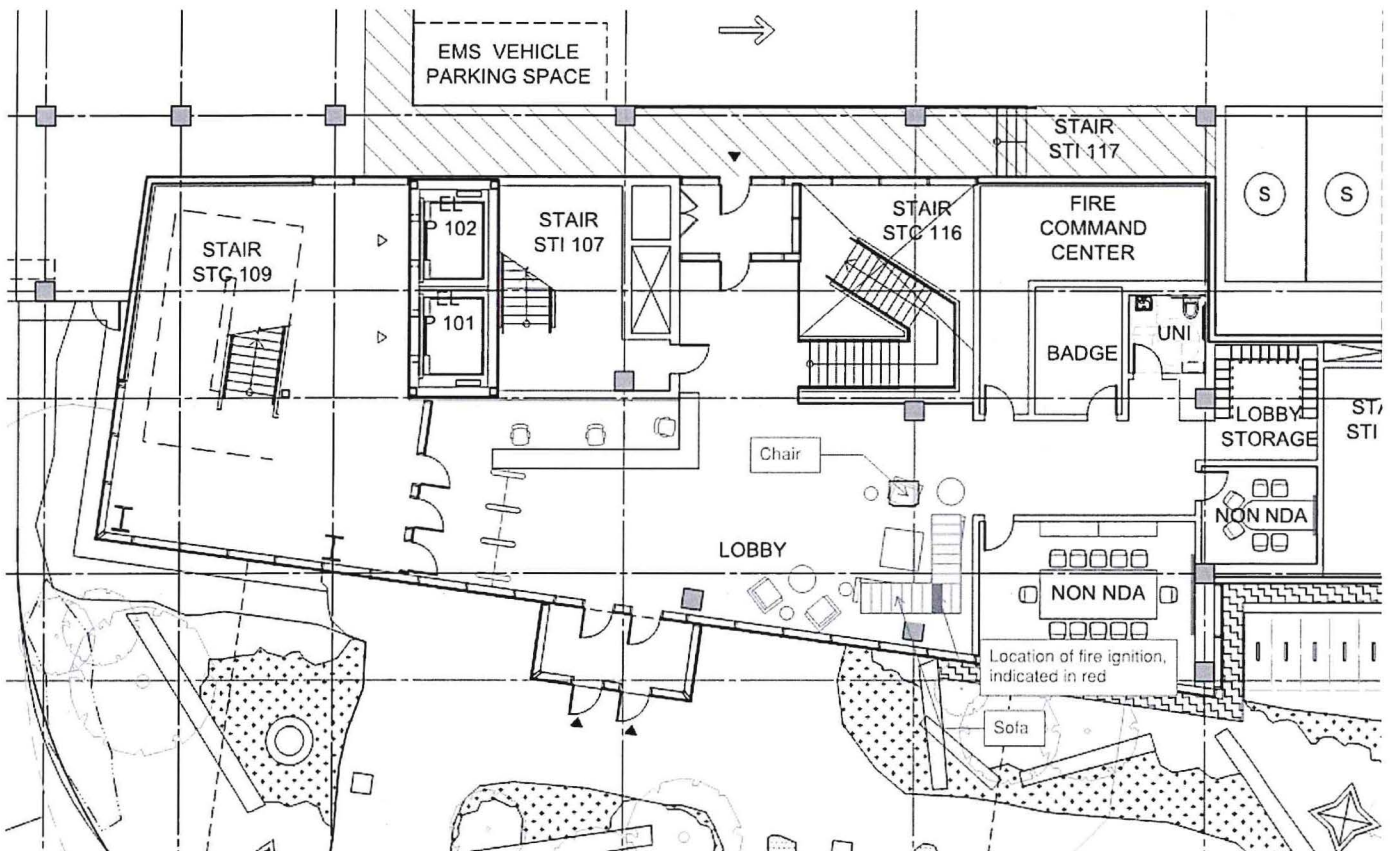 EMS VEHICLE
PARKING SPACE
STAIR
STI 117
STAIR
STC 109
EL
102
EL
101
STAIR
STI 107
STAIR
STC 116
FIRE
COMMAND
CENTER
S
S
BADGE
UNI
LOBBY
STORAGE
STA
STI
Chair
LOBBY
NON NDA
NON NDA
Location of fire ignition,
indicated in red
Sofa